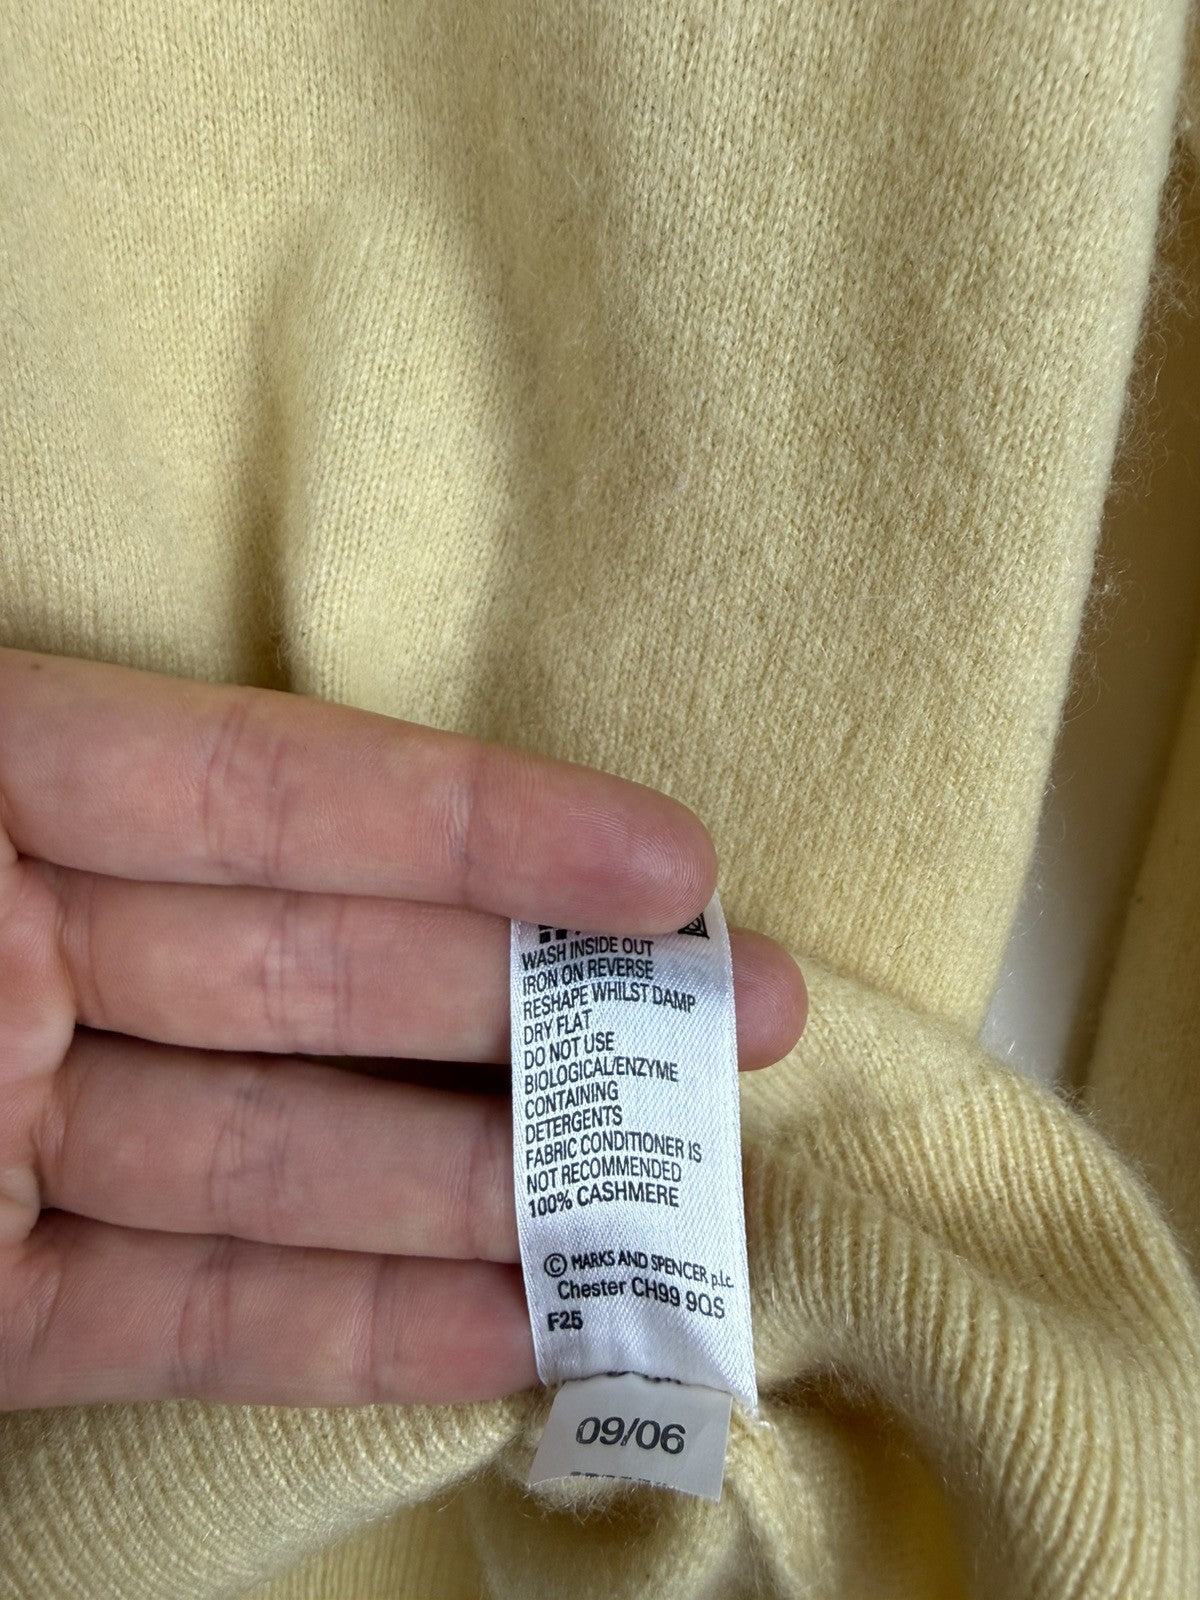 WASH INSIDE OUT
IRON ON REVERSE
RESHAPE WHILST DAMP
DRY FLAT
DO NOT USE
BIOLOGICAL/ENZYME
CONTAINING
DETERGENTS
FABRIC CONDITIONER IS
NOT RECOMMENDED
100% CASHMERE
© MARKS AND SPENCER p.l.c.
Chester CH99 9QS
F25
09/06